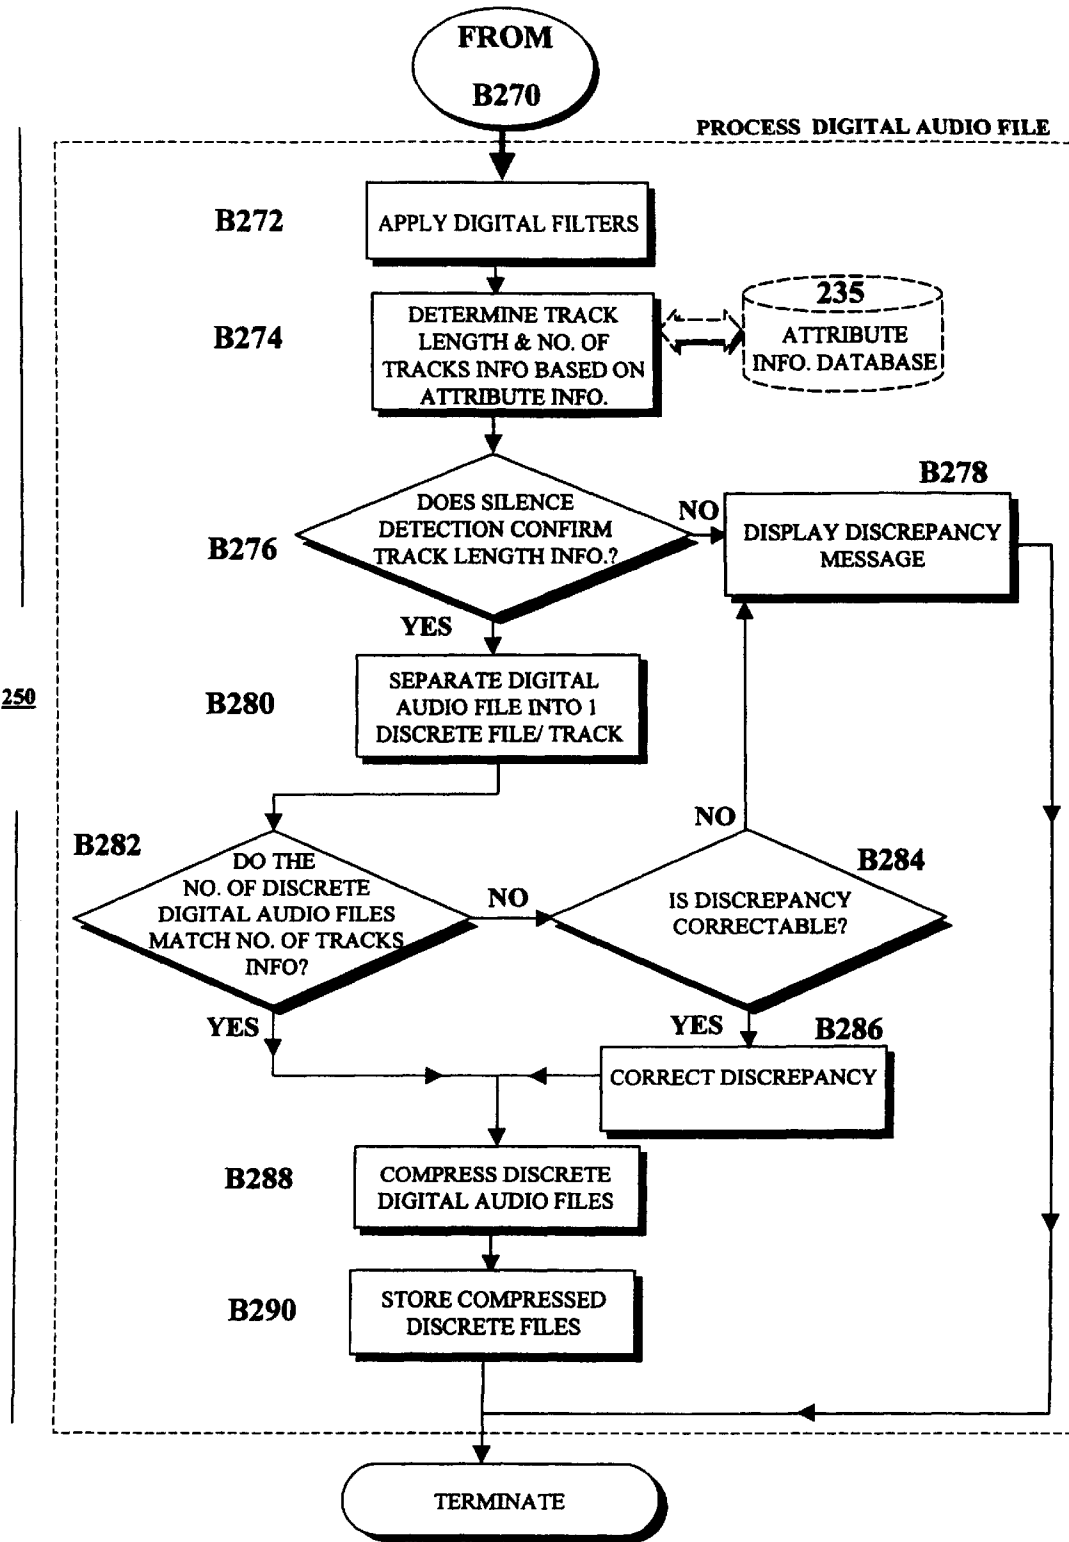 FROM
B270
PROCESS DIGITAL AUDIO FILE
B272
APPLY DIGITAL FILTERS
B274
DETERMINE TRACK
LENGTH & NO. OF
TRACKS INFO BASED ON
ATTRIBUTE INFO.
235
ATTRIBUTE
INFO. DATABASE
B276
DOES SILENCE
DETECTION CONFIRM
TRACK LENGTH INFO.?
NO
B278
DISPLAY DISCREPANCY
MESSAGE
YES
250
B280
SEPARATE DIGITAL
AUDIO FILE INTO 1
DISCRETE FILE/ TRACK
B282
DO THE
NO. OF DISCRETE
DIGITAL AUDIO FILES
MATCH NO. OF TRACKS
INFO?
NO
NO
B284
IS DISCREPANCY
CORRECTABLE?
YES
YES
B286
CORRECT DISCREPANCY
B288
COMPRESS DISCRETE
DIGITAL AUDIO FILES
B290
STORE COMPRESSED
DISCRETE FILES
TERMINATE